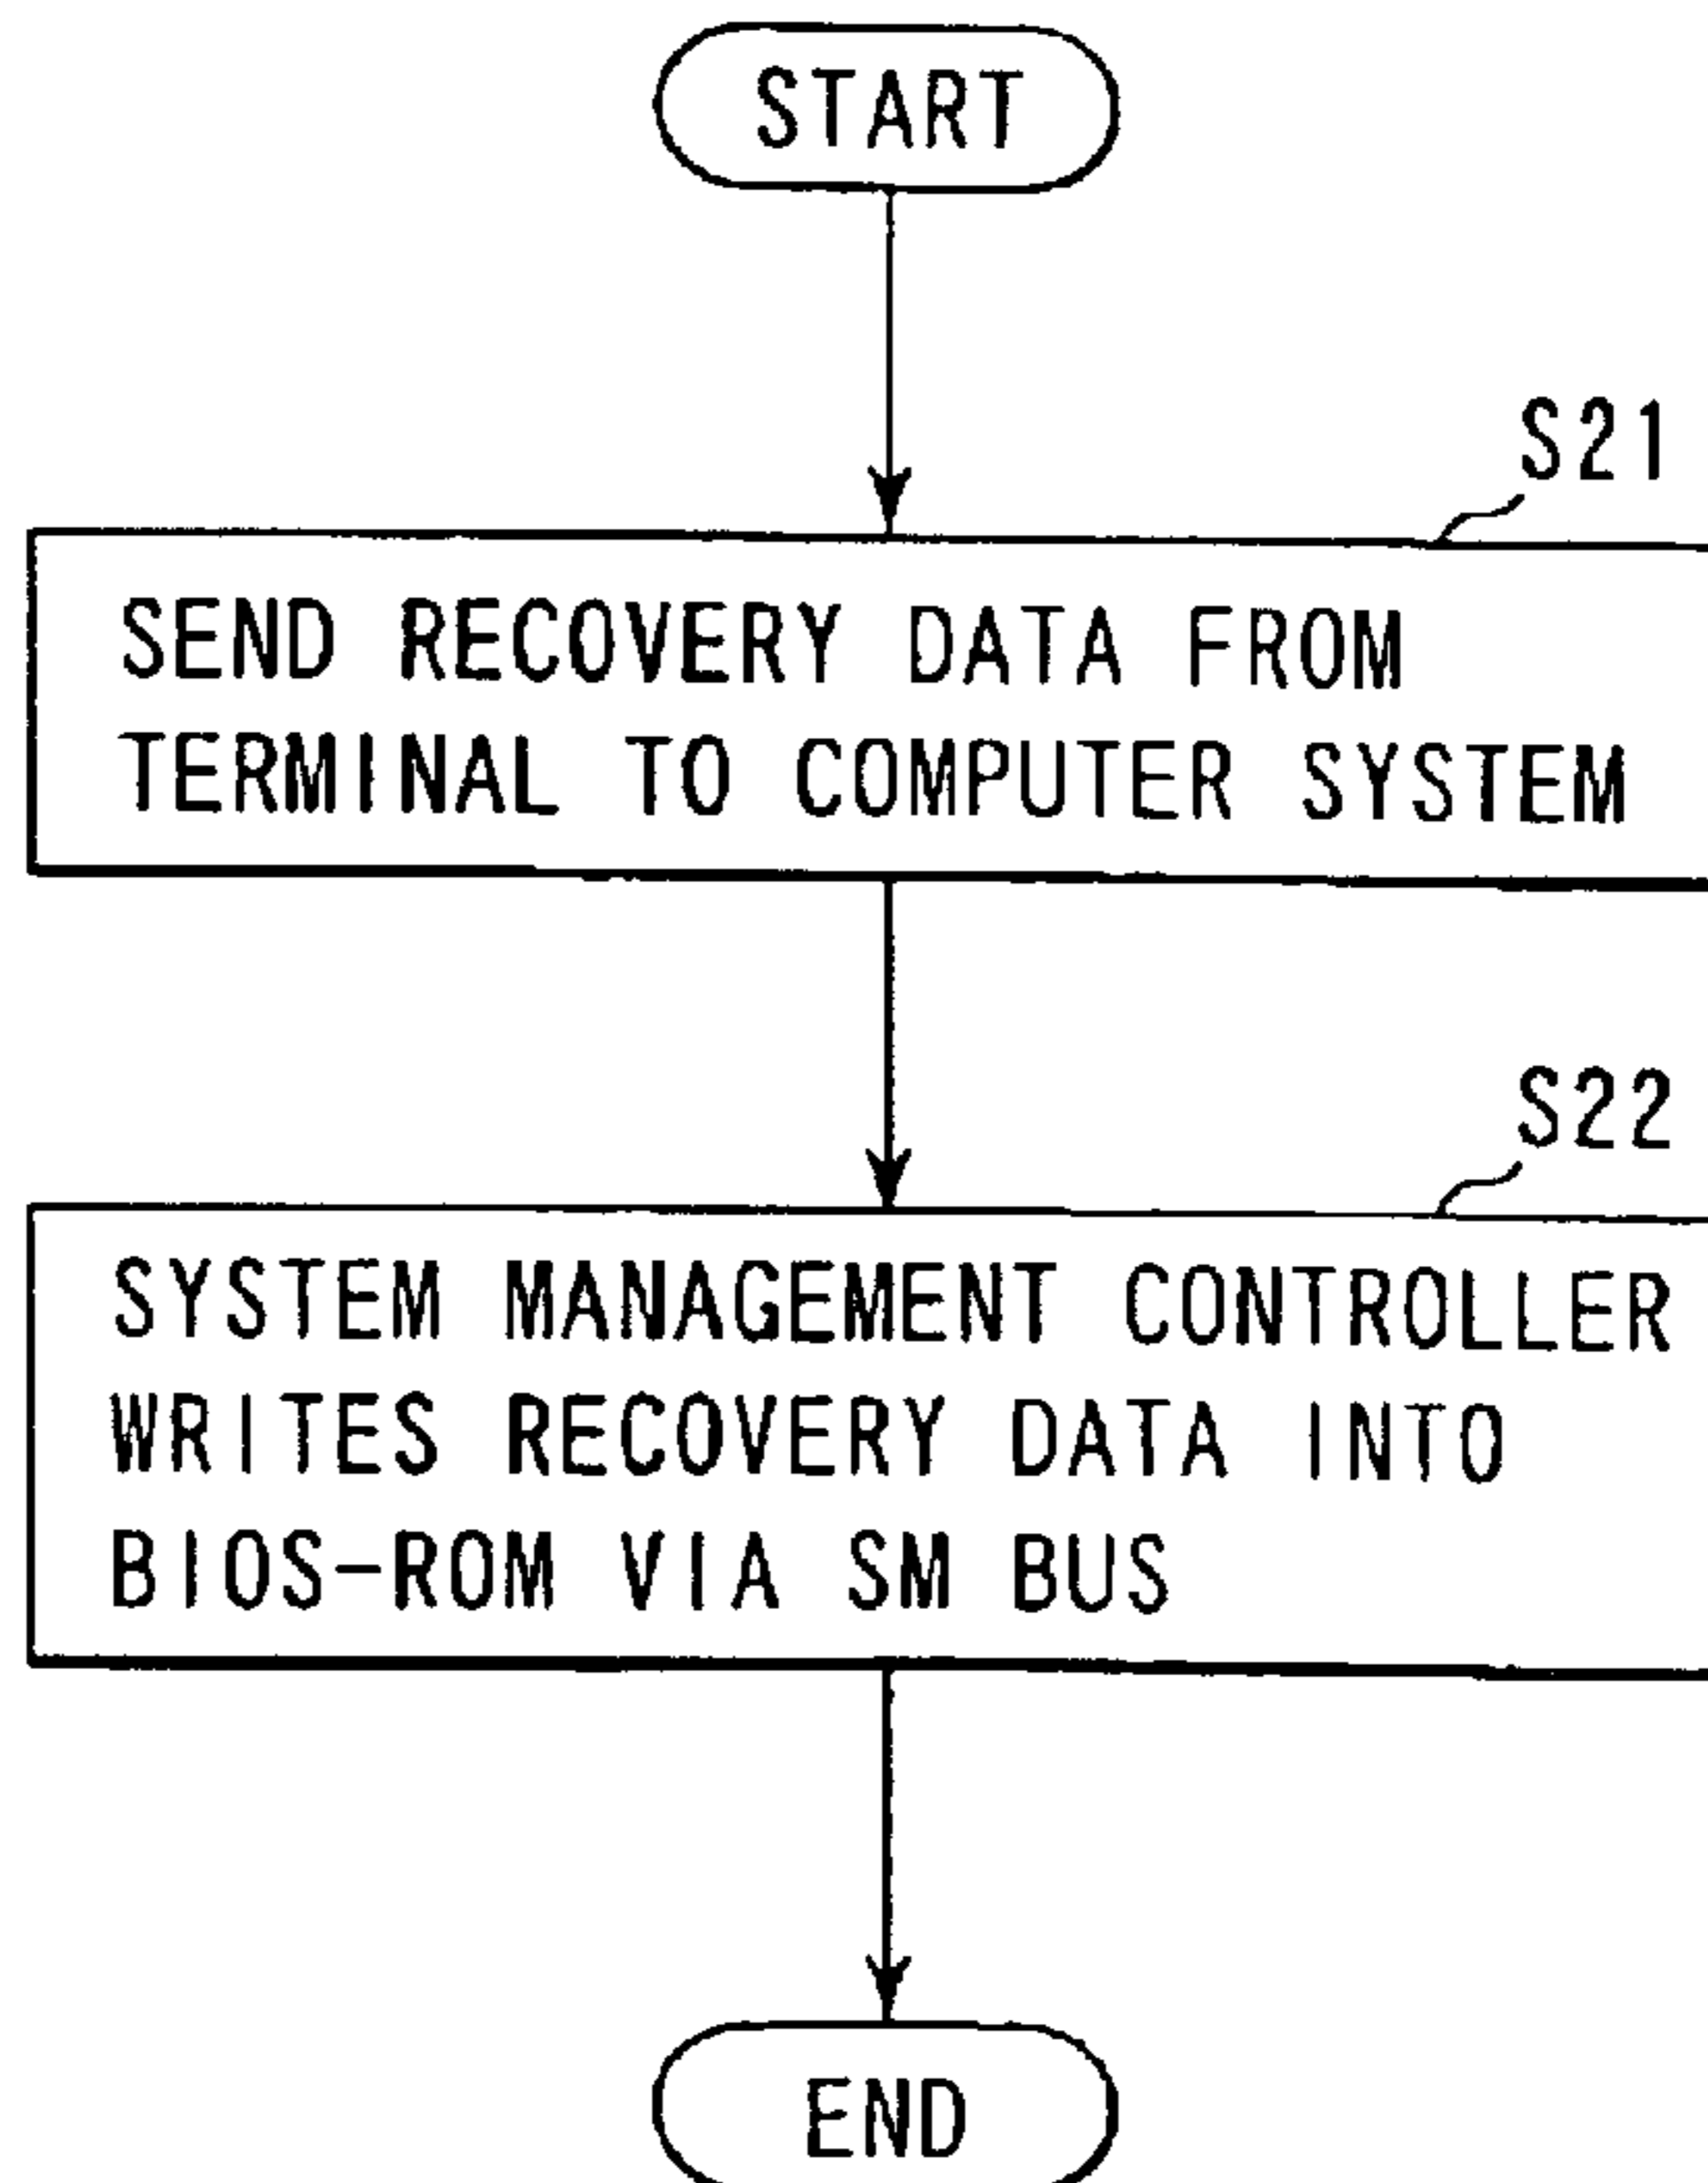 START
S21
SEND RECOVERY DATA FROM
TERMINAL TO COMPUTER SYSTEM
S22
SYSTEM MANAGEMENT CONTROLLER
WRITES RECOVERY DATA INTO
BIOS-ROM VIA SM BUS
END